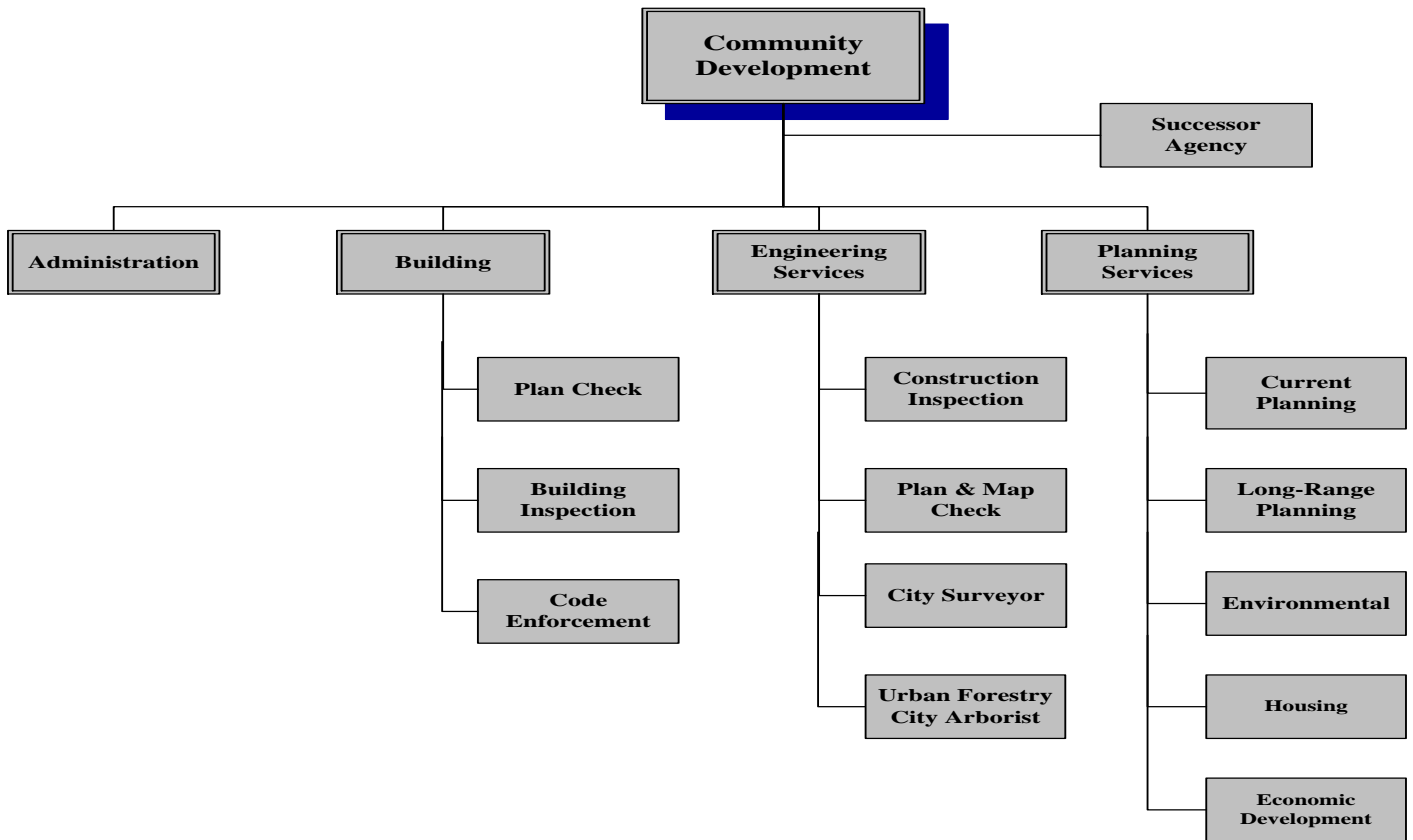 Community
Development
Successor
Agency
Administration
Building
Engineering
Services
Planning
Services
Plan Check
Building
Inspection
Code
Enforcement
Construction
Inspection
Plan & Map
Check
City Surveyor
Urban Forestry
City Arborist
Current
Planning
Long-Range
Planning
Environmental
Housing
Economic
Development